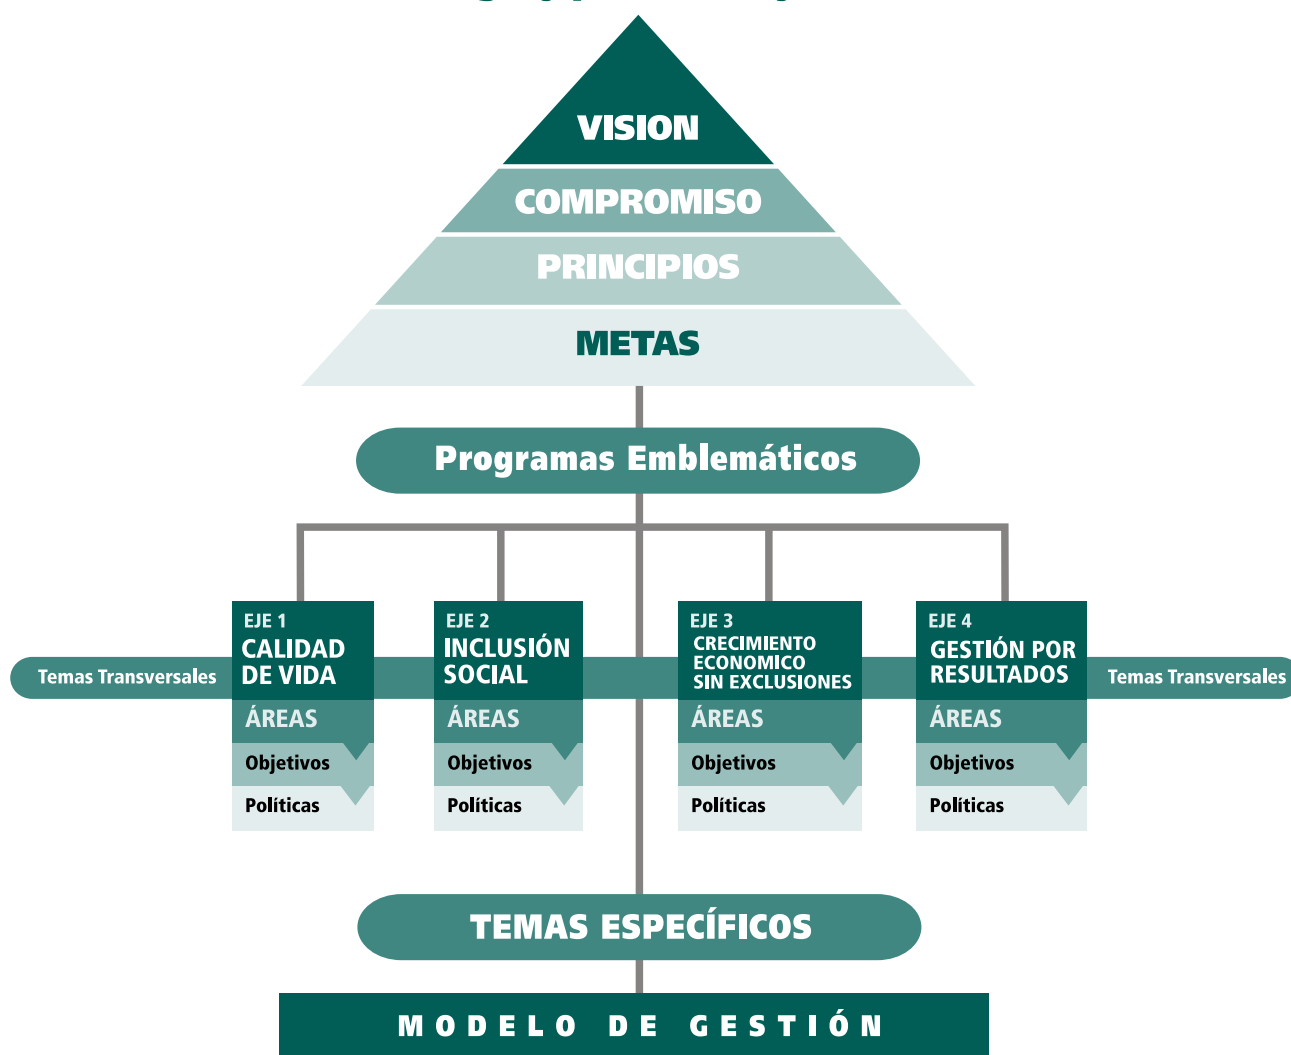 VISION
COMPROMISO
PRINCIPIOS
METAS
Programas Emblemáticos
Temas Transversales
EJE 1
CALIDAD
DE VIDA
ÁREAS
Objetivos
Políticas
EJE 2
INCLUSIÓN
SOCIAL
ÁREAS
Objetivos
Políticas
EJE 3
CRECIMIENTO
ECONOMICO
SIN EXCLUSIONES
ÁREAS
Objetivos
Políticas
EJE 4
GESTIÓN POR
RESULTADOS
ÁREAS
Objetivos
Políticas
Temas Transversales
TEMAS ESPECÍFICOS
MODELO DE GESTIÓN